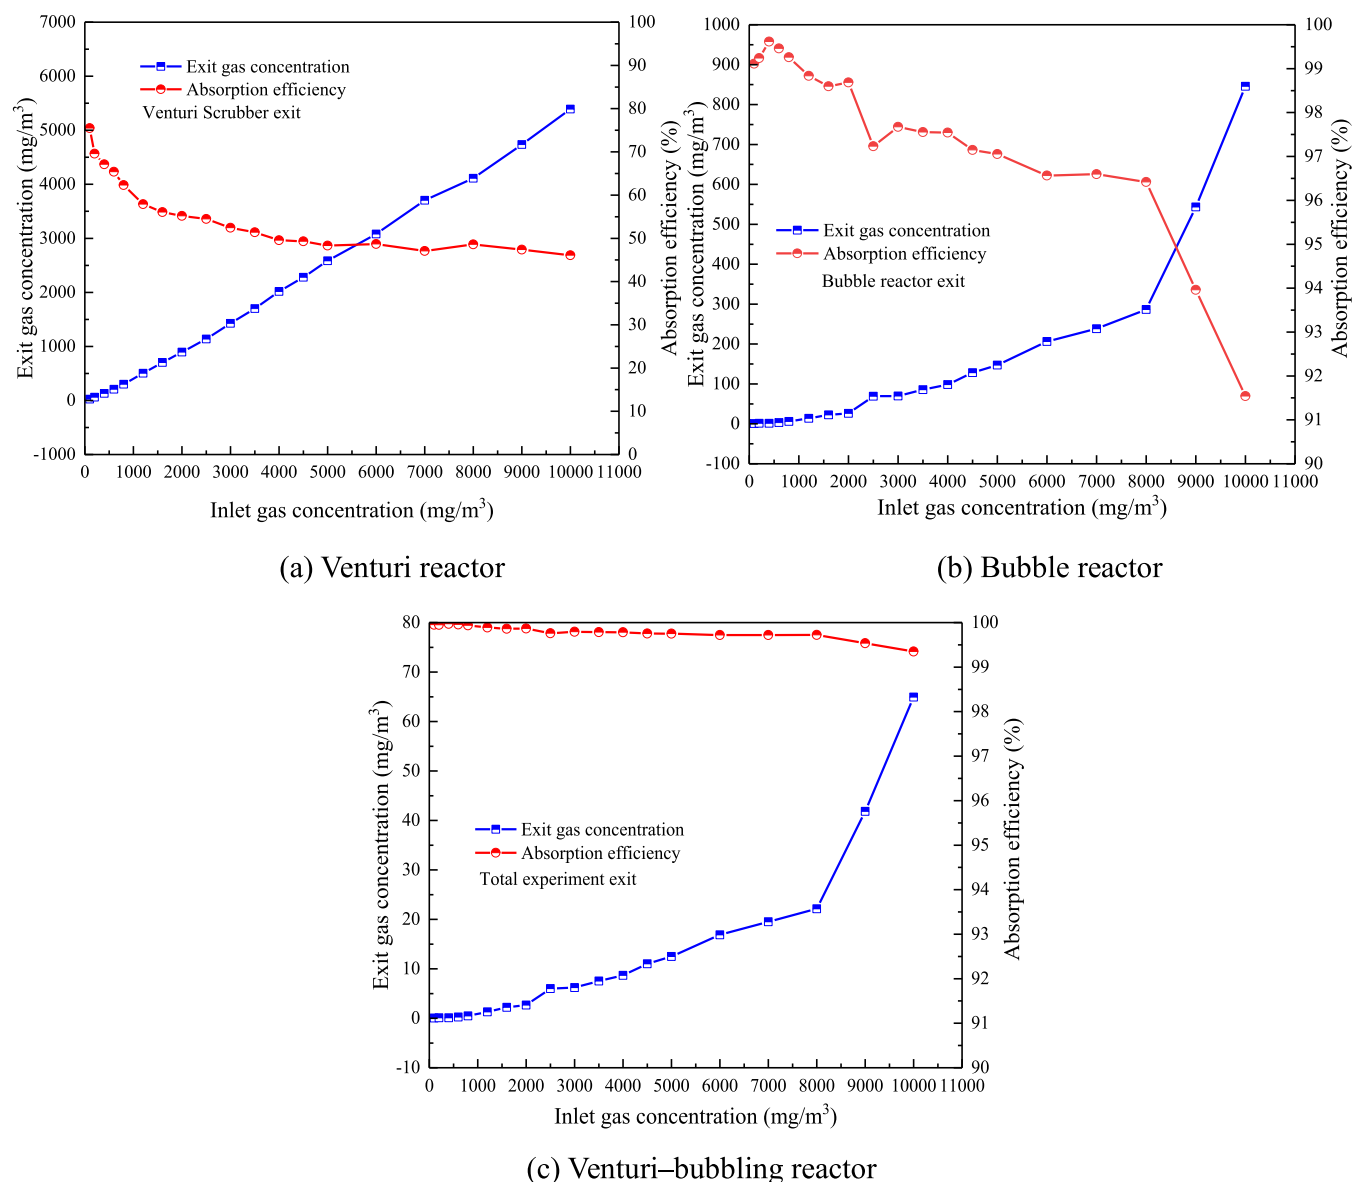 7000
6000
5000
4000
3000
2000
1000
0
-1000
Exit gas concentration (mg/m³)
Exit gas concentration
Absorption efficiency
Venturi Scrubber exit
100
90
80
70
60
50
40
30
20
10
0
Absorption efficiency (%)
0 1000 2000 3000 4000 5000 6000 7000 8000 9000 10000 11000
Inlet gas concentration (mg/m³)
(a) Venturi reactor
1000
900
800
700
600
500
400
300
200
100
0
-100
Exit gas concentration (mg/m³)
Exit gas concentration
Absorption efficiency
Bubble reactor exit
100
99
98
97
96
95
94
93
92
91
90
Absorption efficiency (%)
0 1000 2000 3000 4000 5000 6000 7000 8000 9000 10000 11000
Inlet gas concentration (mg/m³)
(b) Bubble reactor
80
70
60
50
40
30
20
10
0
-10
Exit gas concentration (mg/m³)
Exit gas concentration
Absorption efficiency
Total experiment exit
100
99
98
97
96
95
94
93
92
91
90
Absorption efficiency (%)
0 1000 2000 3000 4000 5000 6000 7000 8000 9000 10000 11000
Inlet gas concentration (mg/m³)
(c) Venturi–bubbling reactor